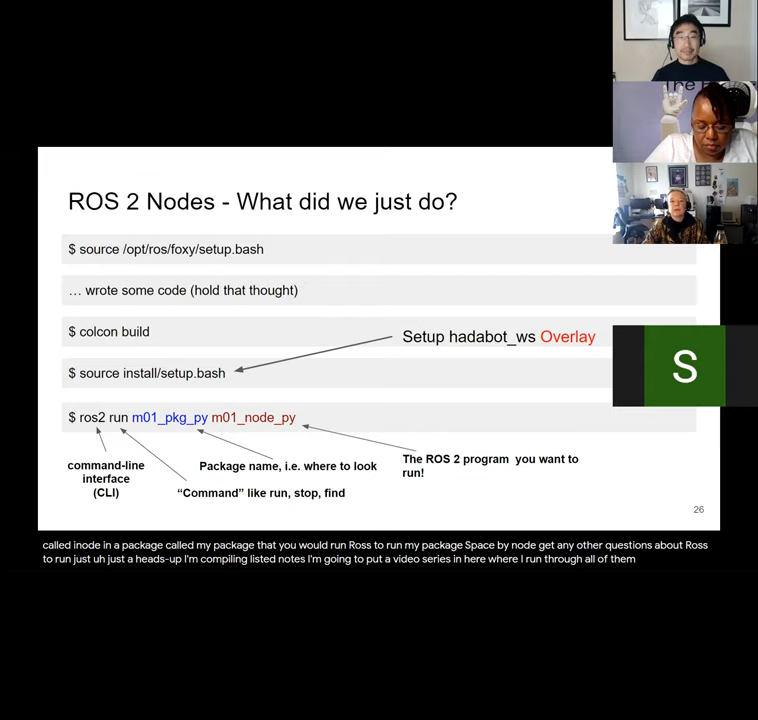 The
ROS 2 Nodes - What did we just do?
$ source /opt/ros/foxy/setup.bash
… wrote some code (hold that thought)
$ colcon build
Setup hadabot_ws Overlay
$ source install/setup.bash
S
$ ros2 run m01_pkg_py m01_node_py
command-line
interface
(CLI)
Package name, i.e. where to look
“Command” like run, stop, find
The ROS 2 program you want to
run!
26
called inode in a package called my package that you would run Ross to run my package Space by node get any other questions about Ross
to run just uh just a heads-up I'm compiling listed notes I'm going to put a video series in here where I run through all of them